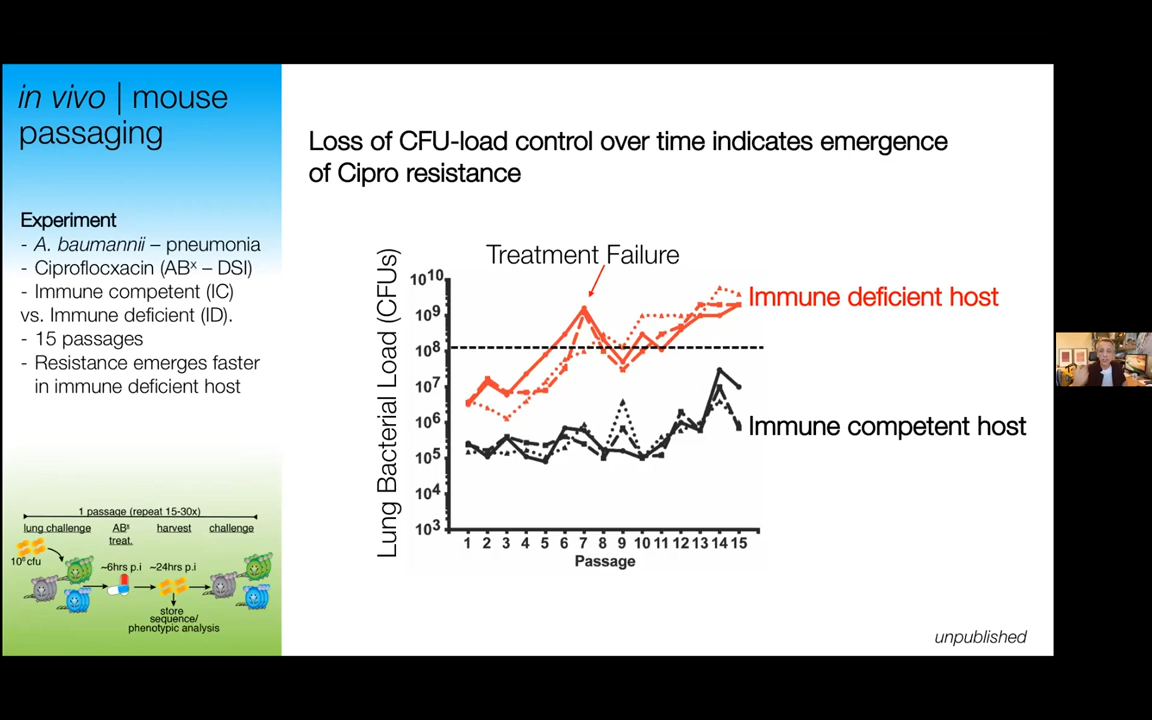 in vivo | mouse
passaging
Experiment
- A. baumannii – pneumonia
- Ciproflocxacin (ABˣ – DSI)
- Immune competent (IC)
vs. Immune deficient (ID).
- 15 passages
- Resistance emerges faster
in immune deficient host
1 passage (repeat 15-30x)
lung challenge ABˣ harvest challenge
treat.
10⁸ cfu
~6hrs p.i ~24hrs p.i
store
sequence/
phenotypic analysis
Loss of CFU-load control over time indicates emergence
of Cipro resistance
Treatment Failure
Lung Bacterial Load (CFUs)
10¹⁰
10⁹
10⁸
10⁷
10⁶
10⁵
10⁴
10³
1 2 3 4 5 6 7 8 9 10 11 12 13 14 15
Passage
Immune deficient host
Immune competent host
unpublished